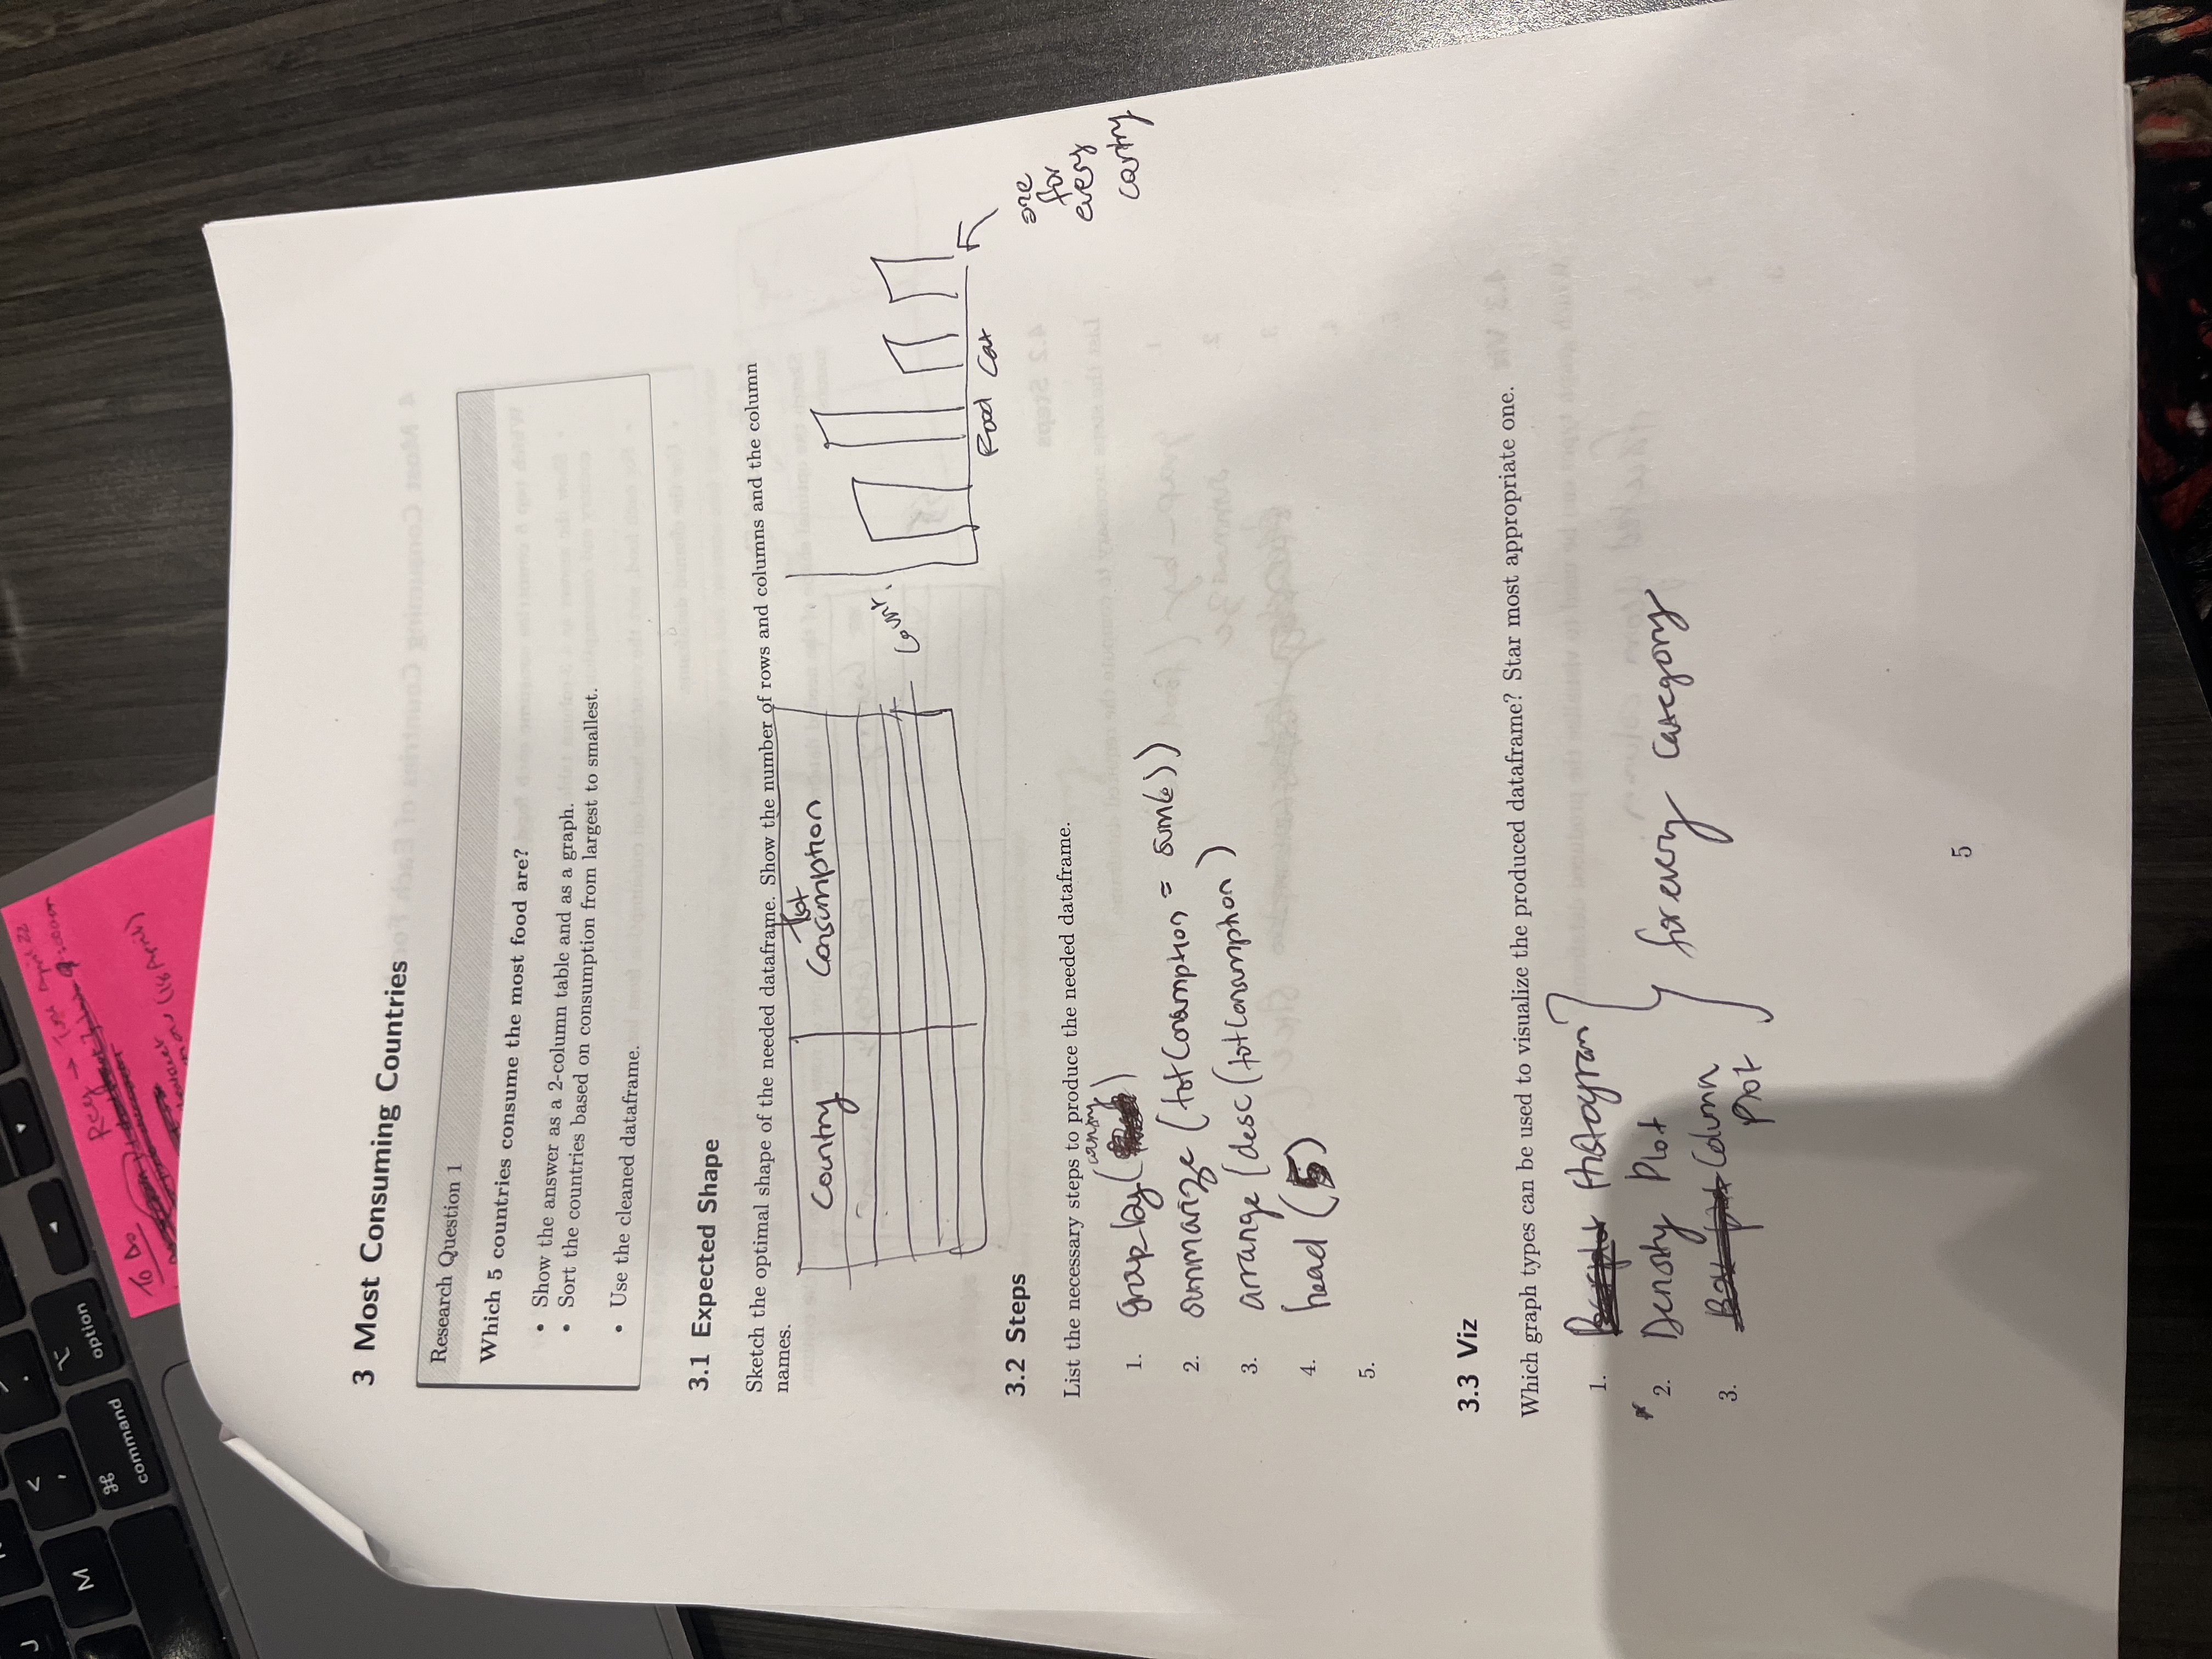 J
M
<
,
.
⌘
command
⌥
option
◄
▼
To Do
Reg → April 22
(18 April)
3 Most Consuming Countries
Research Question 1
Which 5 countries consume the most food are?
• Show the answer as a 2-column table and as a graph.
• Sort the countries based on consumption from largest to smallest.
• Use the cleaned dataframe.
3.1 Expected Shape
Sketch the optimal shape of the needed dataframe. Show the number of rows and columns and the column
names.
Tot
Country Consumption
Count.
Food Cat
one
for
every
contry
3.2 Steps
List the necessary steps to produce the needed dataframe.
1. group_by( )
2. summarize (totConsumption = sum( ))
3. arrange (desc (totConsumption )
4. head (5)
5.
3.3 Viz
Which graph types can be used to visualize the produced dataframe? Star most appropriate one.
1. Barplot Histogram
* 2. Density Plot
for every category
3. Box plot Column
Plot
5